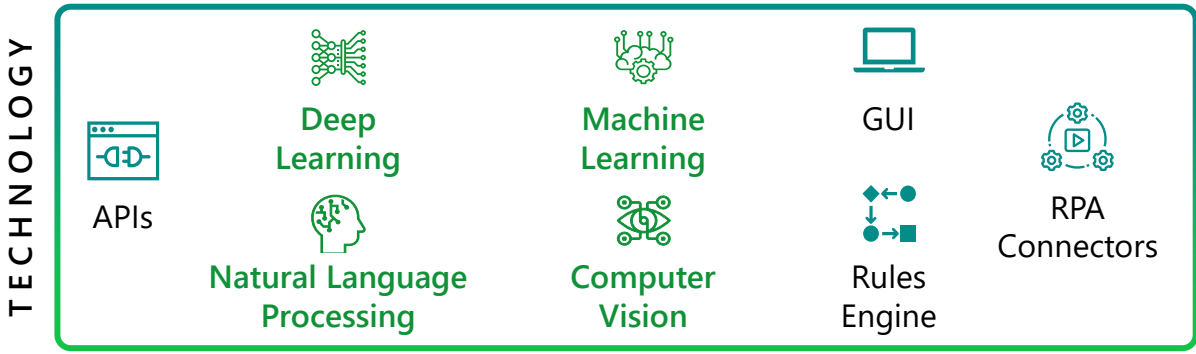 TECHNOLOGY
APIs
Deep
Learning
Natural Language
Processing
Machine
Learning
Computer
Vision
GUI
Rules
Engine
RPA
Connectors